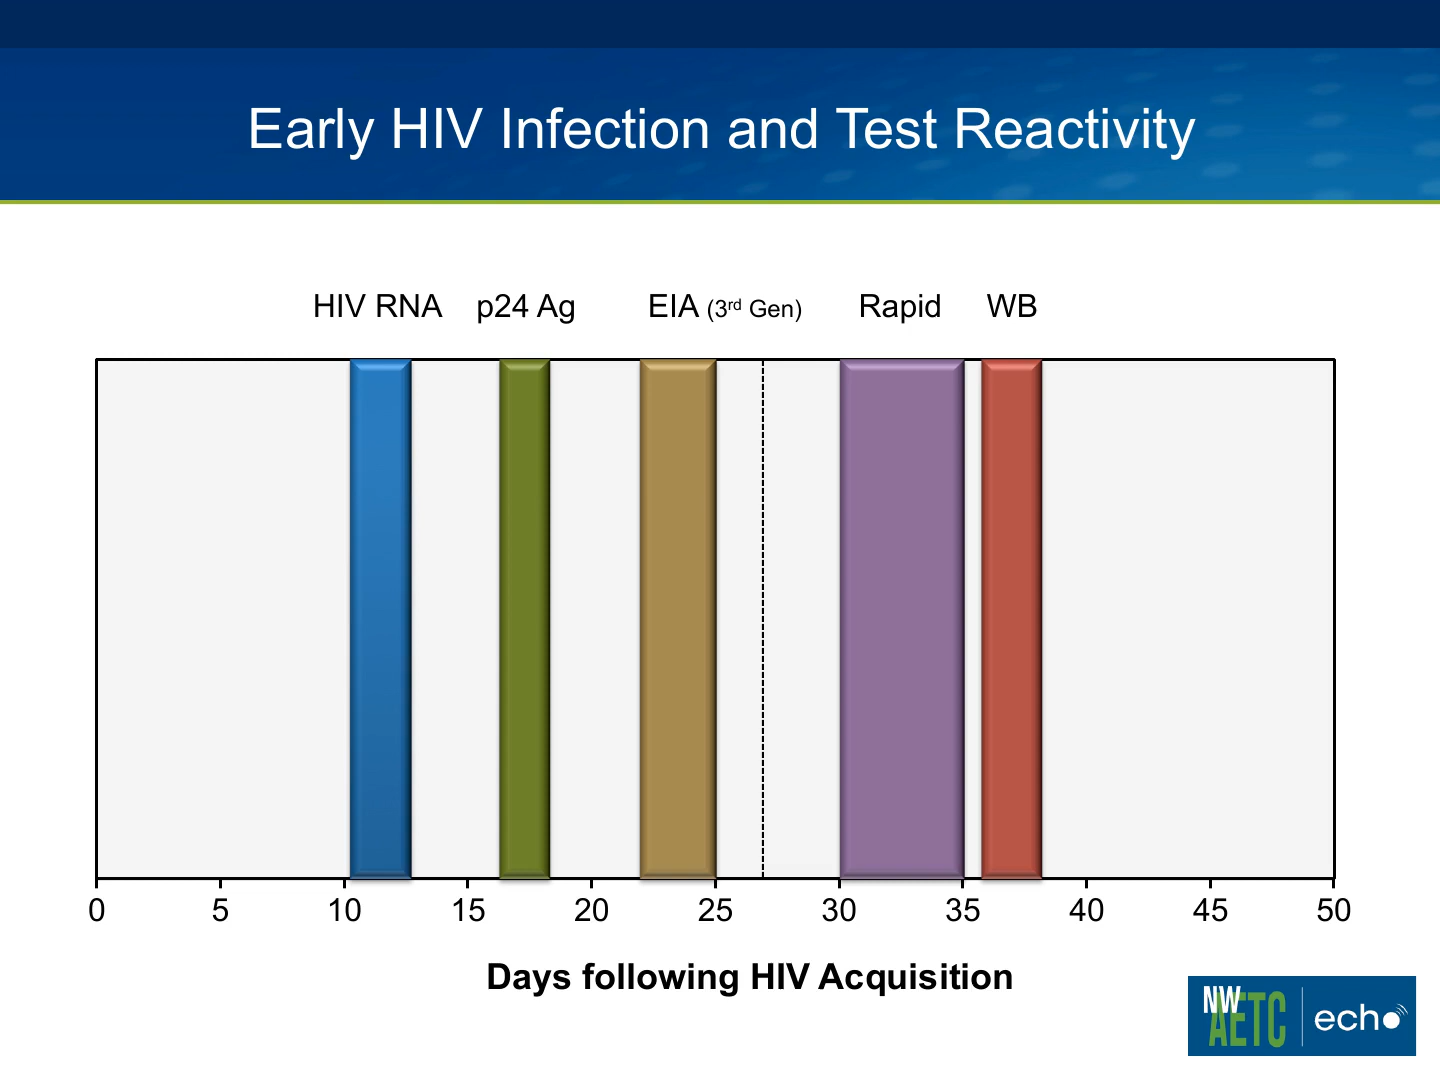 Early HIV Infection and Test Reactivity
HIV RNA p24 Ag EIA (3rd Gen) Rapid WB
0 5 10 15 20 25 30 35 40 45 50
Days following HIV Acquisition
NW
AETC echo